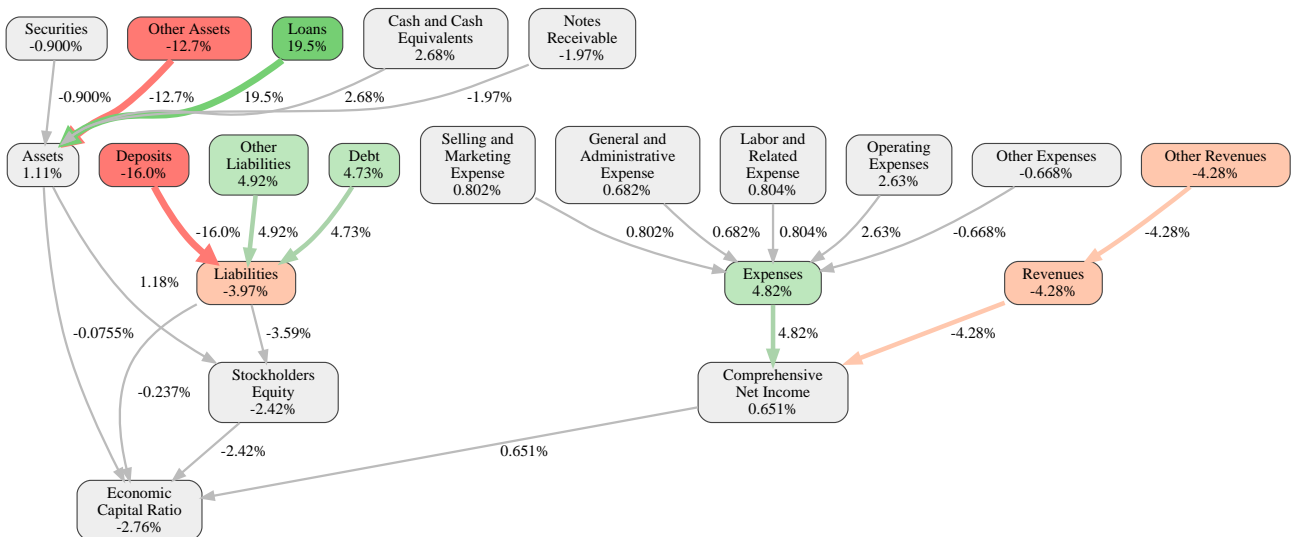 Securities
-0.900%
Other Assets
-12.7%
Loans
19.5%
Cash and Cash
Equivalents
2.68%
Notes
Receivable
-1.97%
-0.900%
-12.7%
19.5%
2.68%
-1.97%
Assets
1.11%
Deposits
-16.0%
Other
Liabilities
4.92%
Debt
4.73%
Selling and
Marketing
Expense
0.802%
General and
Administrative
Expense
0.682%
Labor and
Related
Expense
0.804%
Operating
Expenses
2.63%
Other Expenses
-0.668%
Other Revenues
-4.28%
-16.0%
4.92%
4.73%
0.802%
0.682%
0.804%
2.63%
-0.668%
-4.28%
1.18%
Liabilities
-3.97%
Expenses
4.82%
Revenues
-4.28%
-0.0755%
-3.59%
4.82%
-4.28%
-0.237%
Stockholders
Equity
-2.42%
Comprehensive
Net Income
0.651%
-2.42%
0.651%
Economic
Capital Ratio
-2.76%